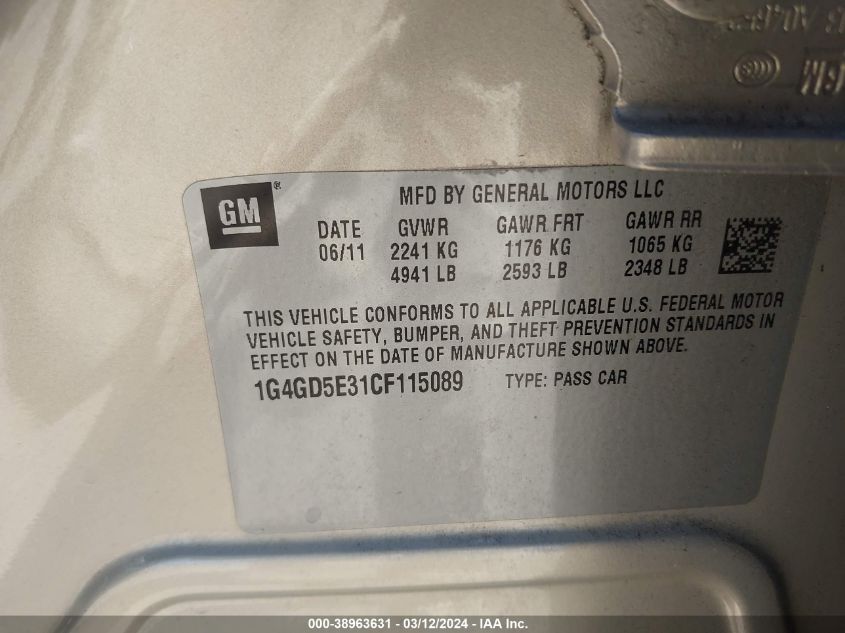 GM
GM ®
MFD BY GENERAL MOTORS LLC
DATE GVWR GAWR FRT GAWR RR
06/11 2241 KG 1176 KG 1065 KG
4941 LB 2593 LB 2348 LB
THIS VEHICLE CONFORMS TO ALL APPLICABLE U.S. FEDERAL MOTOR
VEHICLE SAFETY, BUMPER, AND THEFT PREVENTION STANDARDS IN
EFFECT ON THE DATE OF MANUFACTURE SHOWN ABOVE.
1G4GD5E31CF115089 TYPE: PASS CAR
000-38963631 - 03/12/2024 - IAA Inc.